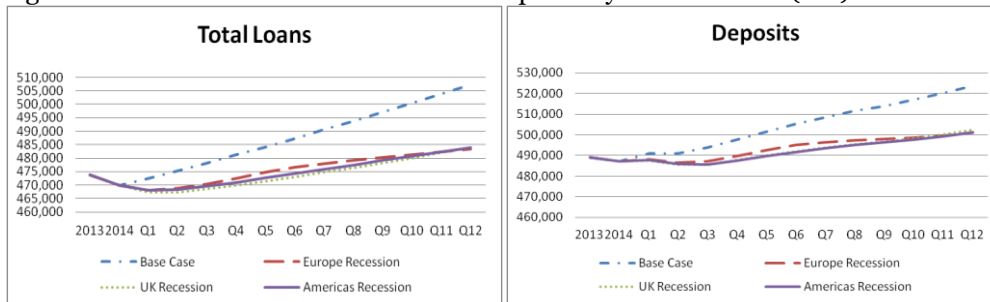 Total Loans
510,000
505,000
500,000
495,000
490,000
485,000
480,000
475,000
470,000
465,000
460,000
2013 2014 Q1 Q2 Q3 Q4 Q5 Q6 Q7 Q8 Q9 Q10 Q11 Q12
Base Case Europe Recession
UK Recession Americas Recession
Deposits
530,000
520,000
510,000
500,000
490,000
480,000
470,000
460,000
2013 2014 Q1 Q2 Q3 Q4 Q5 Q6 Q7 Q8 Q9 Q10 Q11 Q12
Base Case Europe Recession
UK Recession Americas Recession